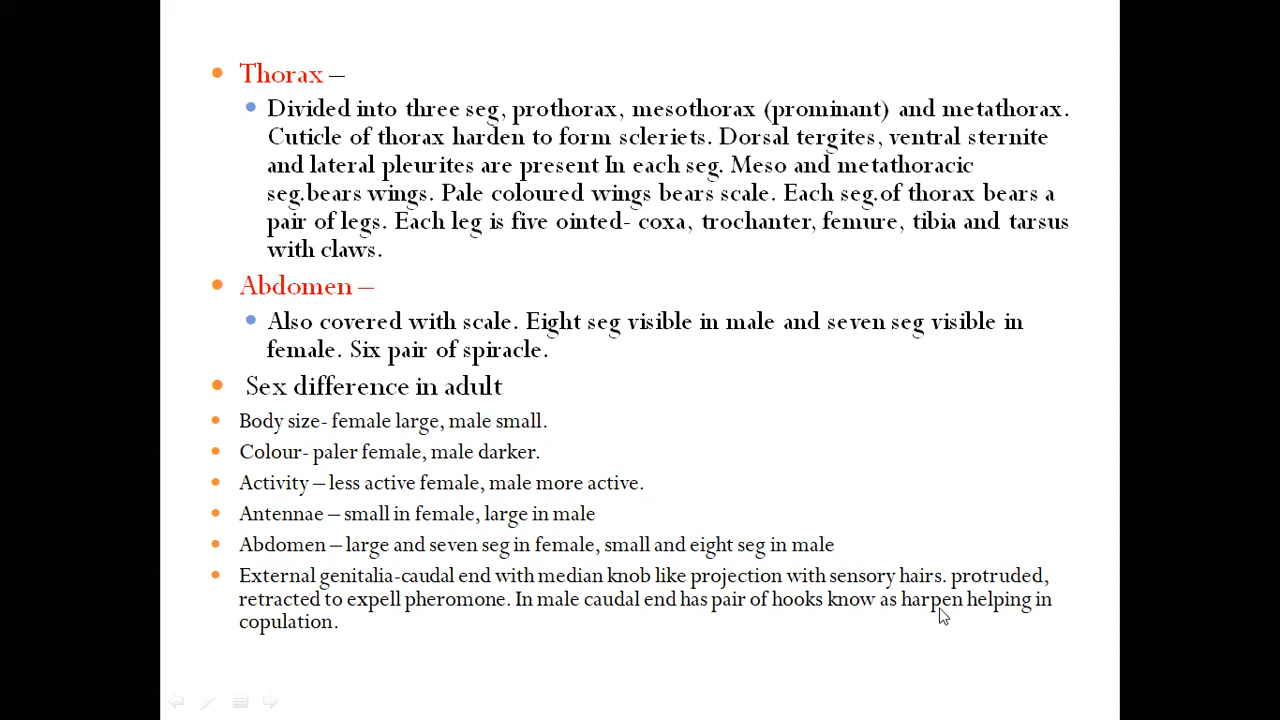 Thorax –
Divided into three seg, prothorax, mesothorax (prominant) and metathorax.
Cuticle of thorax harden to form scleriets. Dorsal tergites, ventral sternite
and lateral pleurites are present In each seg. Meso and metathoracic
seg.bears wings. Pale coloured wings bears scale. Each seg.of thorax bears a
pair of legs. Each leg is five ointed- coxa, trochanter, femure, tibia and tarsus
with claws.
Abdomen –
Also covered with scale. Eight seg visible in male and seven seg visible in
female. Six pair of spiracle.
Sex difference in adult
Body size- female large, male small.
Colour- paler female, male darker.
Activity – less active female, male more active.
Antennae – small in female, large in male
Abdomen – large and seven seg in female, small and eight seg in male
External genitalia-caudal end with median knob like projection with sensory hairs. protruded,
retracted to expell pheromone. In male caudal end has pair of hooks know as harpen helping in
copulation.